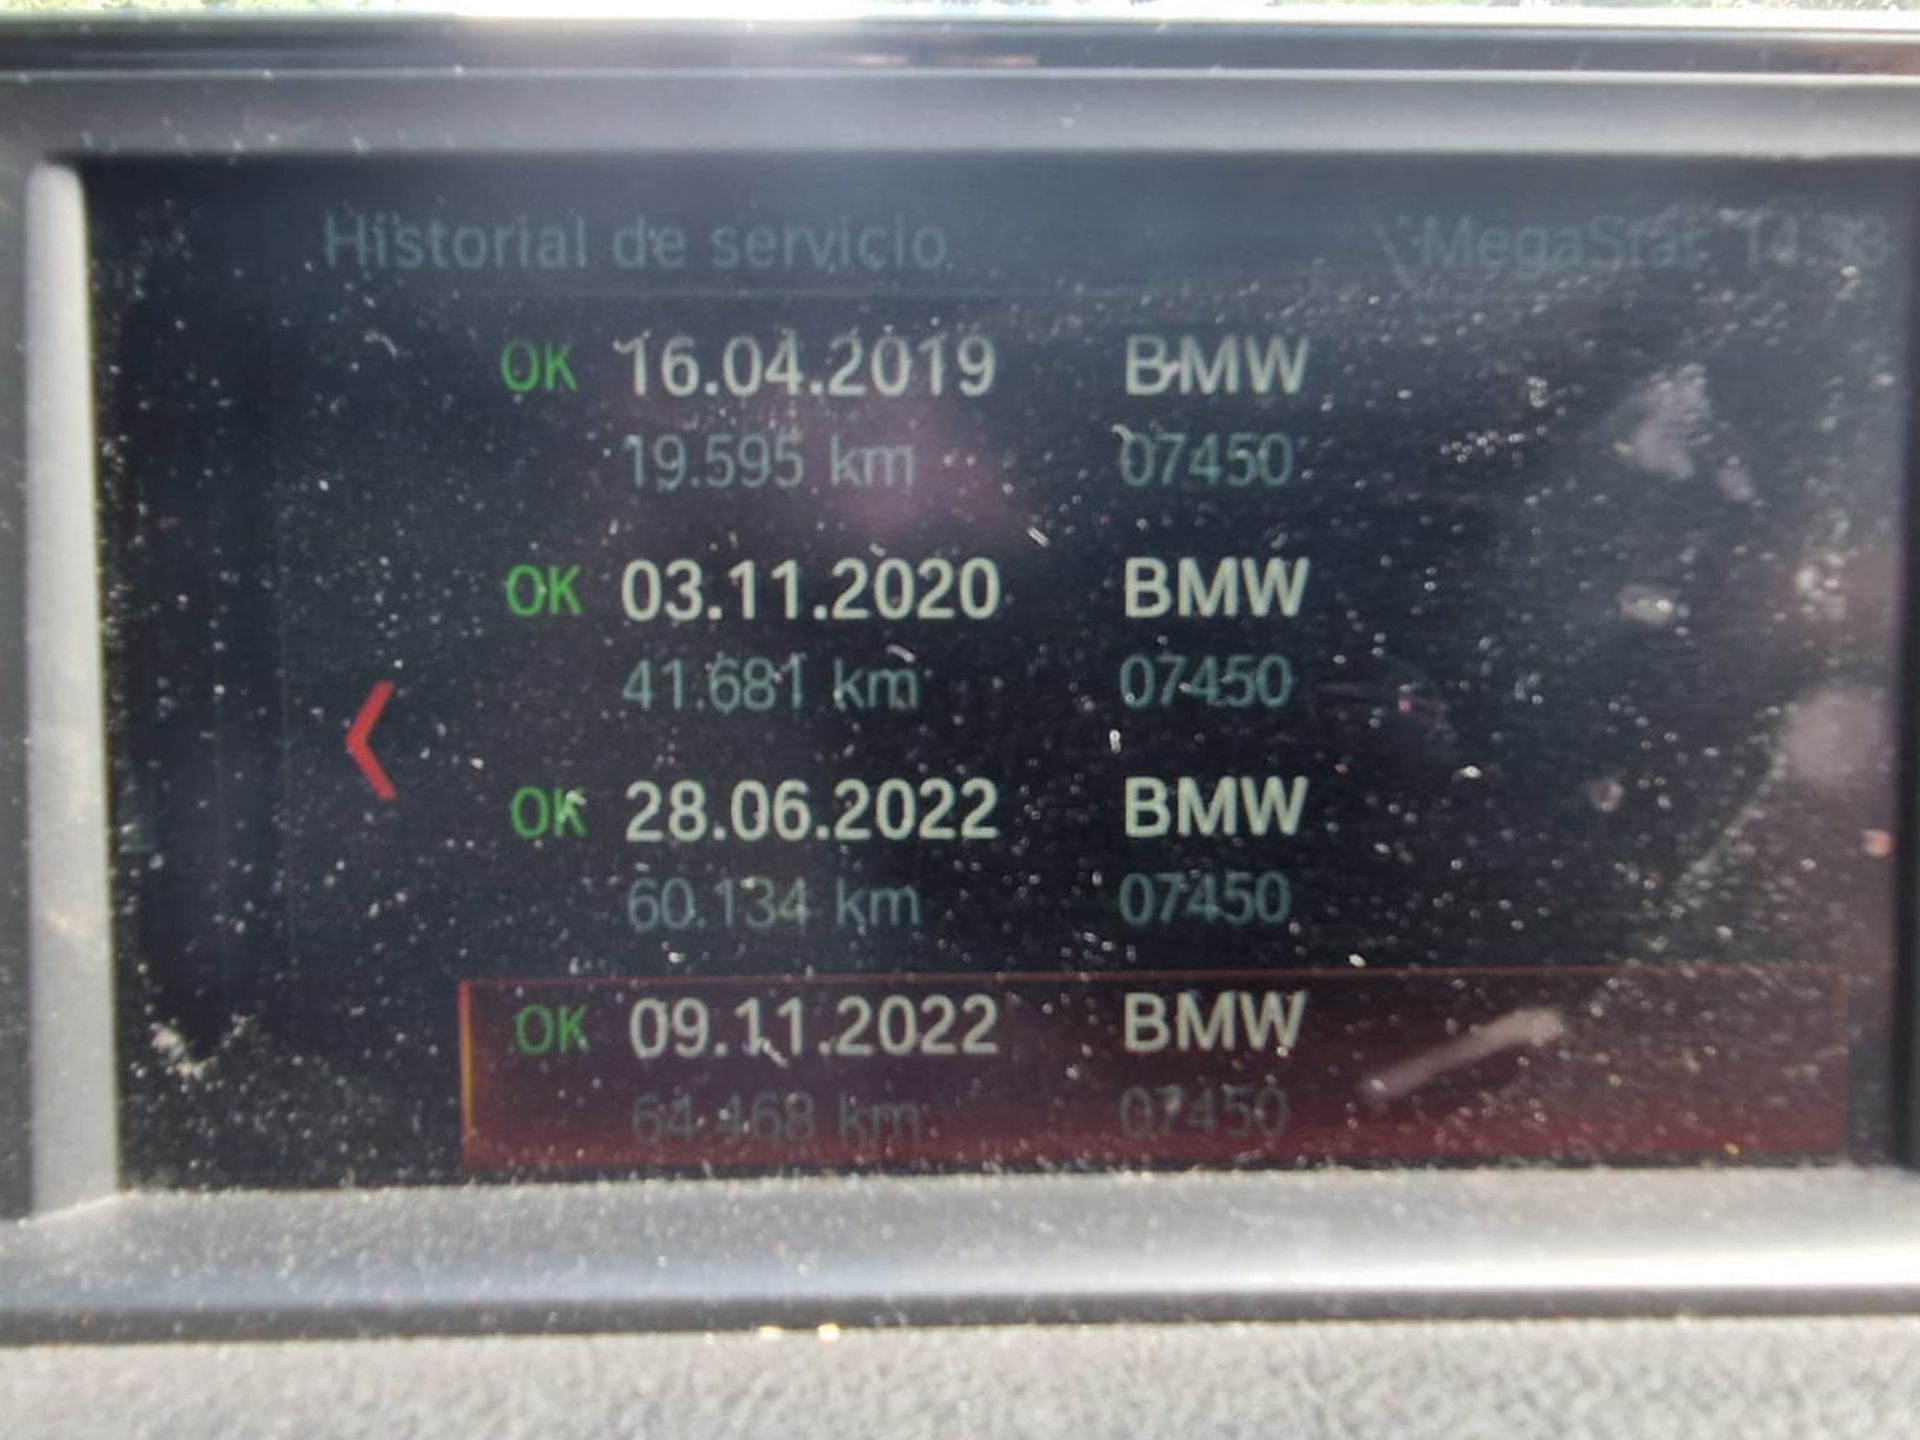 Historial de servicio MegaStar
OK 16.04.2019 BMW
19.595 km 07450
OK 03.11.2020 BMW
41.681 km 07450
OK 28.06.2022 BMW
60.134 km 07450
OK 09.11.2022 BMW
64.468 km 07450